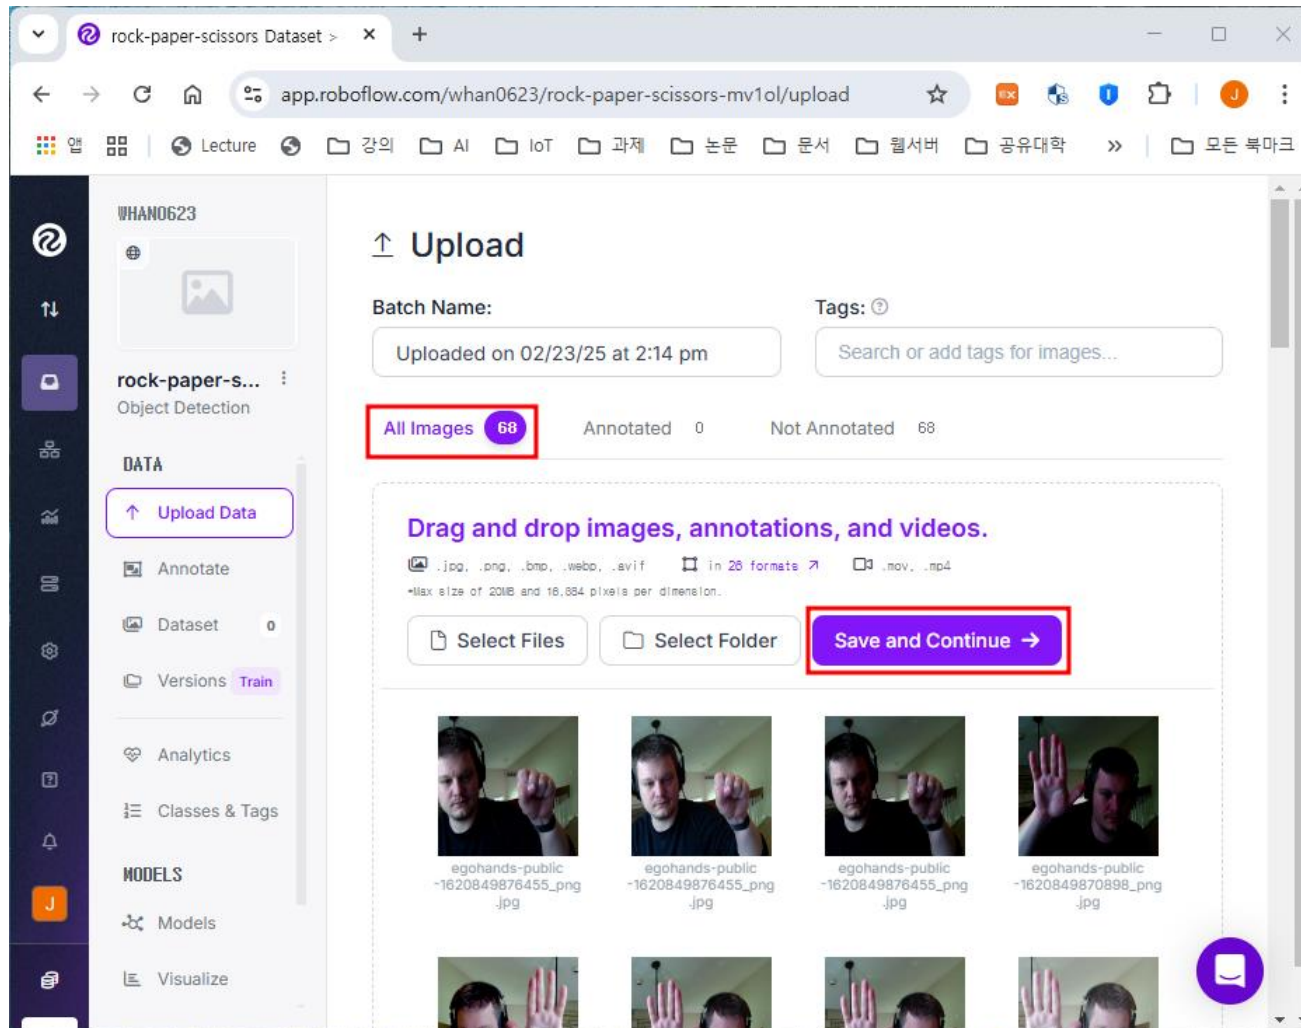 rock-paper-scissors Dataset >
app.roboflow.com/whan0623/rock-paper-scissors-mv1ol/upload
EX
J
앱
Lecture
강의
AI
IoT
과제
논문
문서
웹서버
공유대학
모든 북마크
WHAN0623
rock-paper-s...
Object Detection
DATA
Upload Data
Annotate
Dataset 0
Versions Train
Analytics
Classes & Tags
MODELS
Models
Visualize
J
Upload
Batch Name:
Uploaded on 02/23/25 at 2:14 pm
Tags:
Search or add tags for images...
All Images 68
Annotated 0
Not Annotated 68
Drag and drop images, annotations, and videos.
.jpg, .png, .bmp, .webp, .avif in 26 formats ↗ .mov, .mp4
*Max size of 20MB and 16,384 pixels per dimension.
Select Files
Select Folder
Save and Continue →
egohands-public
-1620849876455_png
.jpg
egohands-public
-1620849876455_png
.jpg
egohands-public
-1620849876455_png
.jpg
egohands-public
-1620849870898_png
.jpg